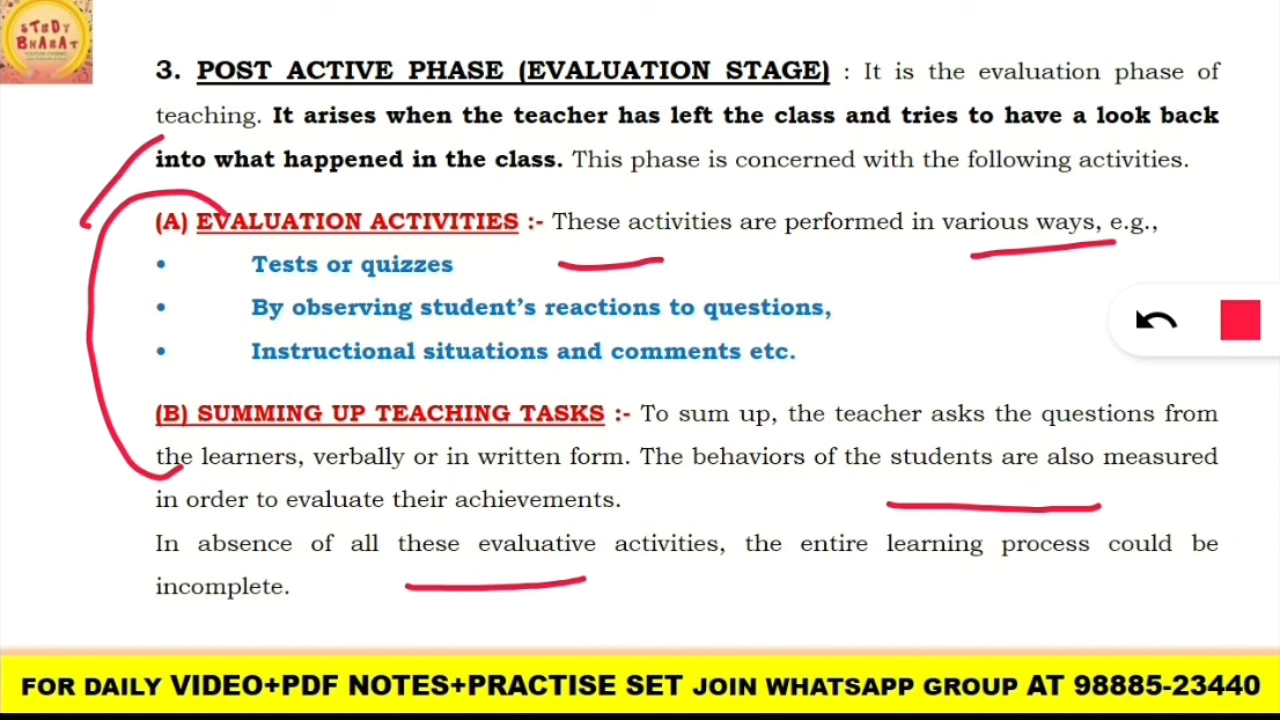 STUDY
BHARAT
3. POST ACTIVE PHASE (EVALUATION STAGE) : It is the evaluation phase of
teaching. It arises when the teacher has left the class and tries to have a look back
into what happened in the class. This phase is concerned with the following activities.
(A) EVALUATION ACTIVITIES :- These activities are performed in various ways, e.g.,
• Tests or quizzes
• By observing student’s reactions to questions,
• Instructional situations and comments etc.
(B) SUMMING UP TEACHING TASKS :- To sum up, the teacher asks the questions from
the learners, verbally or in written form. The behaviors of the students are also measured
in order to evaluate their achievements.
In absence of all these evaluative activities, the entire learning process could be
incomplete.
FOR DAILY VIDEO+PDF NOTES+PRACTISE SET JOIN WHATSAPP GROUP AT 98885-23440